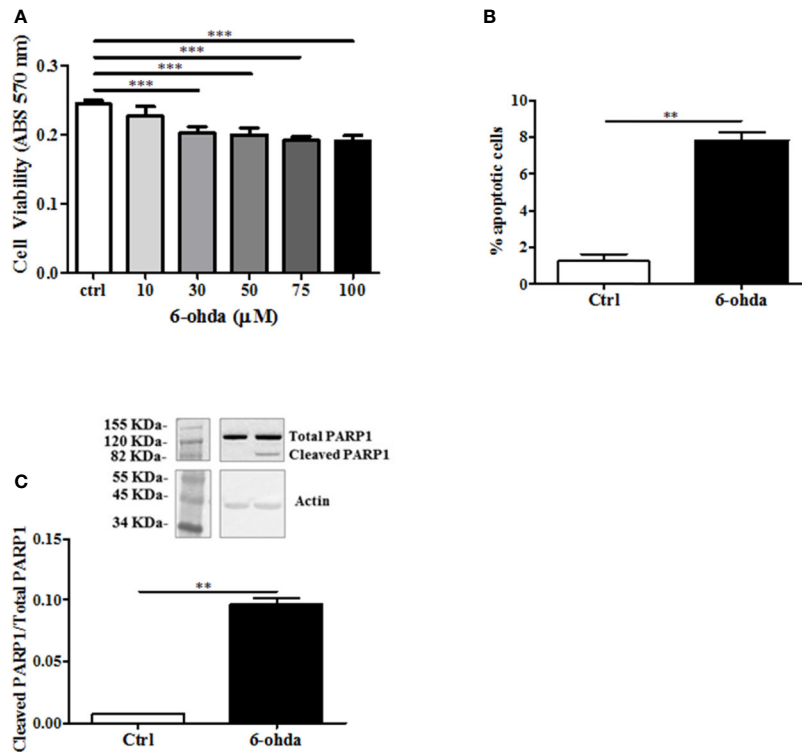 A
***
***
***
***
Cell Viability (ABS 570 nm)
0.3
0.2
0.1
0.0
ctrl 10 30 50 75 100
6-ohda (µM)
B
**
% apoptotic cells
10
8
6
4
2
0
Ctrl 6-ohda
C
155 KDa-
120 KDa-
82 KDa-
55 KDa-
45 KDa-
34 KDa-
Total PARP1
Cleaved PARP1
Actin
**
Cleaved PARP1/Total PARP1
0.15
0.10
0.05
0.00
Ctrl 6-ohda